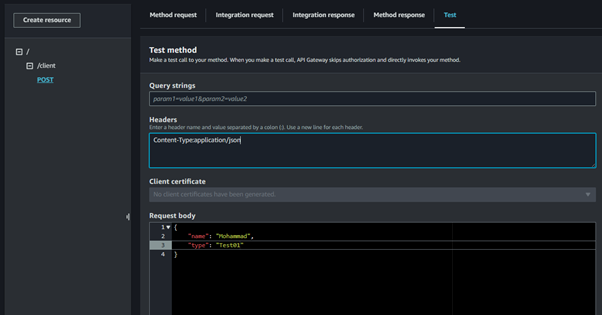 Create resource
/
/client
POST
Method request
Integration request
Integration response
Method response
Test
Test method
Make a test call to your method. When you make a test call, API Gateway skips authorization and directly invokes your method.
Query strings
param1=value1&param2=value2
Headers
Enter a header name and value separated by a colon (:). Use a new line for each header.
Content-Type:application/json
Client certificate
No client certificates have been generated.
Request body
1 {
2 "name": "Mohammad",
3 "type": "Test01"
4 }